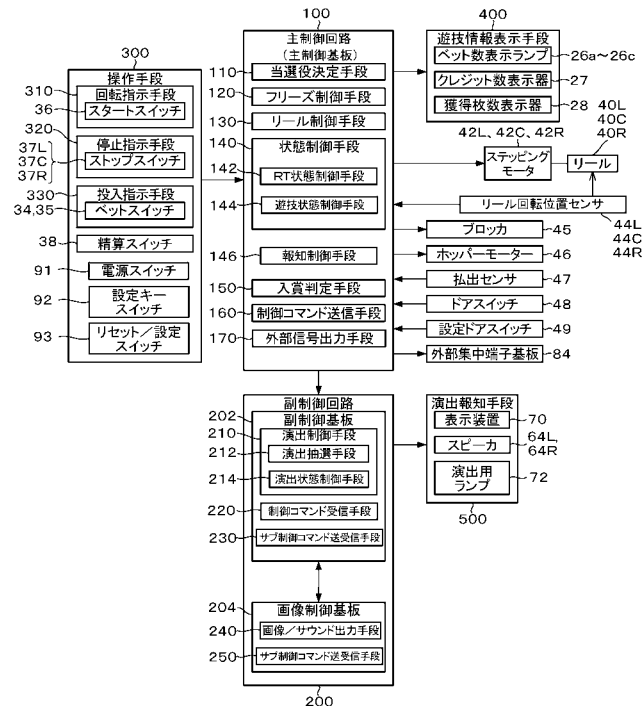 300
操作手段
310
回転指示手段
36
スタートスイッチ
320
停止指示手段
37L
37C
37R
ストップスイッチ
330
投入指示手段
34,35
ベットスイッチ
38
精算スイッチ
91
電源スイッチ
92
設定キー
スイッチ
93
リセット/設定
スイッチ
100
主制御回路
(主制御基板)
110
当選役決定手段
120
フリーズ制御手段
130
リール制御手段
140
状態制御手段
142
RT状態制御手段
144
遊技状態制御手段
146
報知制御手段
150
入賞判定手段
160
制御コマンド送信手段
170
外部信号出力手段
400
遊技情報表示手段
ベット数表示ランプ
26a~26c
クレジット数表示器
27
獲得枚数表示器
28
42L、42C、42R
ステッピング
モータ
40L
40C
40R
リール
リール回転位置センサ
44L
44C
44R
ブロッカ
45
ホッパーモーター
46
払出センサ
47
ドアスイッチ
48
設定ドアスイッチ
49
外部集中端子基板
84
副制御回路
202
副制御基板
210
演出制御手段
212
演出抽選手段
214
演出状態制御手段
220
制御コマンド受信手段
230
サブ制御コマンド送受信手段
204
画像制御基板
240
画像/サウンド出力手段
250
サブ制御コマンド送受信手段
200
演出報知手段
表示装置
70
スピーカ
64L,
64R
演出用
ランプ
72
500